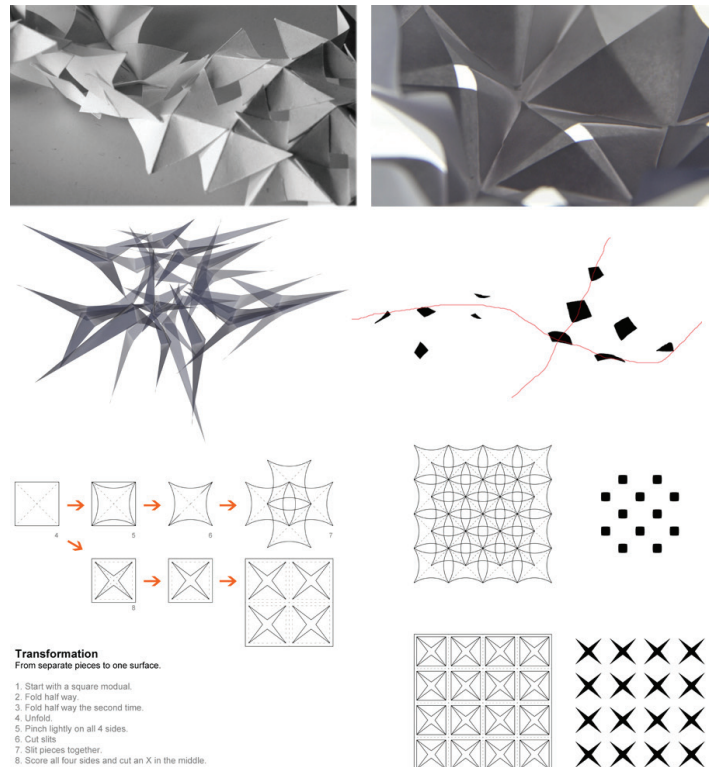 4
5
6
7
8
Transformation
From separate pieces to one surface.
1. Start with a square modual.
2. Fold half way.
3. Fold half way the second time.
4. Unfold.
5. Pinch lightly on all 4 sides.
6. Cut slits
7. Slit pieces together.
8. Score all four sides and cut an X in the middle.